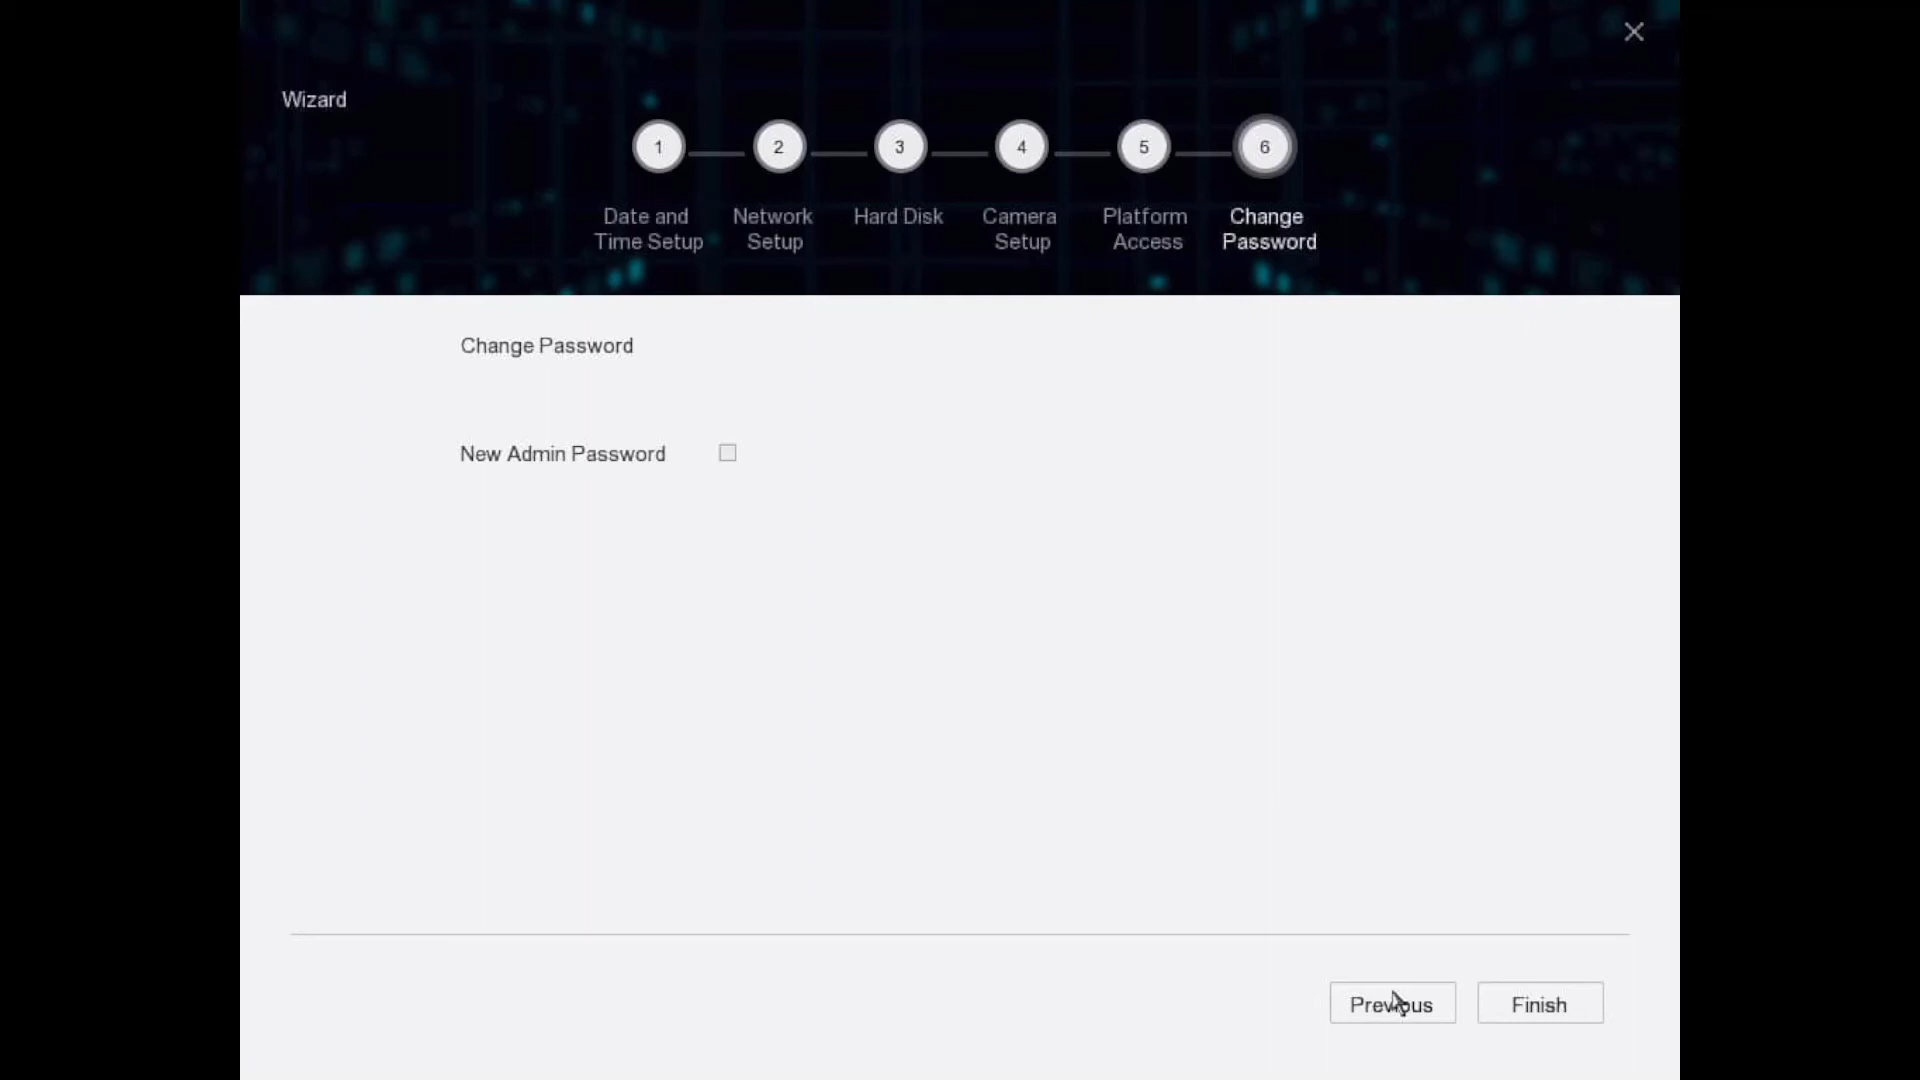 Wizard
1 2 3 4 5 6
Date and Time Setup
Network Setup
Hard Disk
Camera Setup
Platform Access
Change Password
Change Password
New Admin Password
Previous Finish